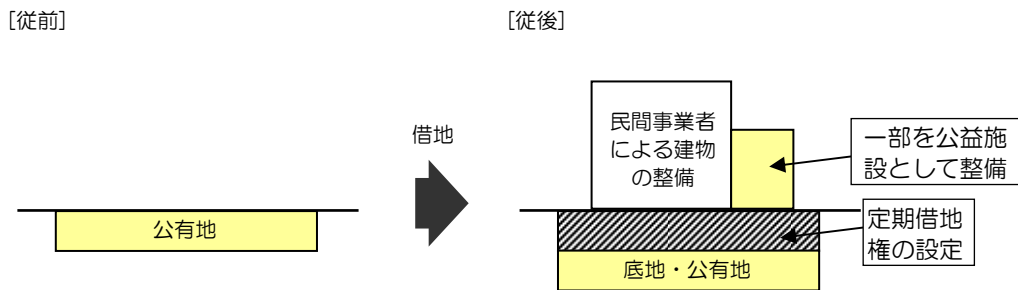 [従前]
公有地
借地
[従後]
民間事業者
による建物
の整備
一部を公益施
設として整備
定期借地
権の設定
底地・公有地